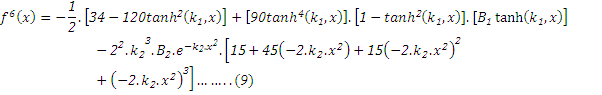 f⁶(x) = −1/2 . [34 − 120tanh²(k₁,x)] + [90tanh⁴(k₁,x)]. [1 − tanh²(k₁,x)]. [B₁ tanh(k₁,x)]
− 2².k₂³.B₂.e^(−k₂.x²).[15 + 45(−2.k₂.x²) + 15(−2.k₂.x²)²
+ (−2.k₂.x²)³] … … . . (9)